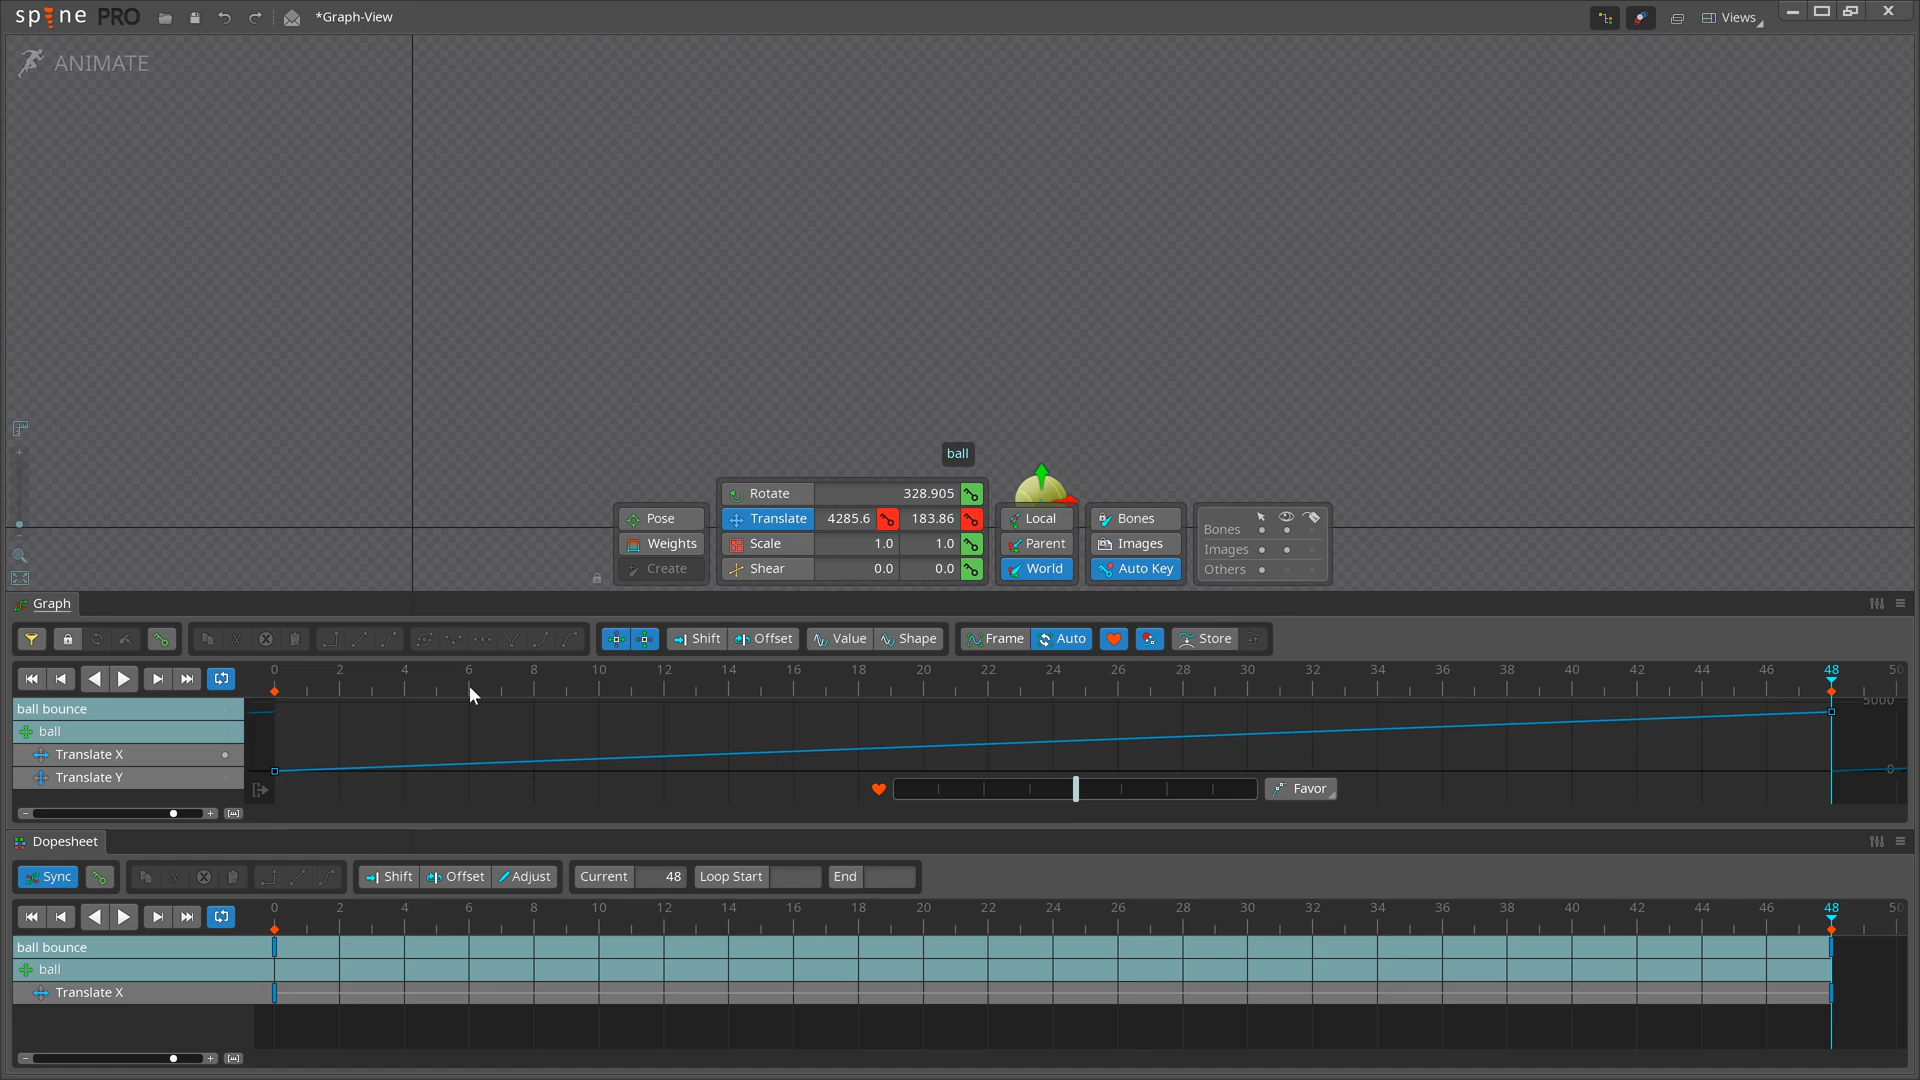 spine PRO
*Graph-View
Views
ANIMATE
ball
Rotate 328.905
Pose Translate 4285.6 183.86 Local Bones
Bones
Weights Scale 1.0 1.0 Parent Images
Images
Create Shear 0.0 0.0 World Auto Key
Others
Graph
Shift Offset Value Shape Frame Auto Store
0 2 4 6 8 10 12 14 16 18 20 22 24 26 28 30 32 34 36 38 40 42 44 46 48 50
ball bounce
5000
ball
Translate X
0
Translate Y
Favor
Dopesheet
Sync Shift Offset Adjust Current 48 Loop Start End
0 2 4 6 8 10 12 14 16 18 20 22 24 26 28 30 32 34 36 38 40 42 44 46 48 50
ball bounce
ball
Translate X